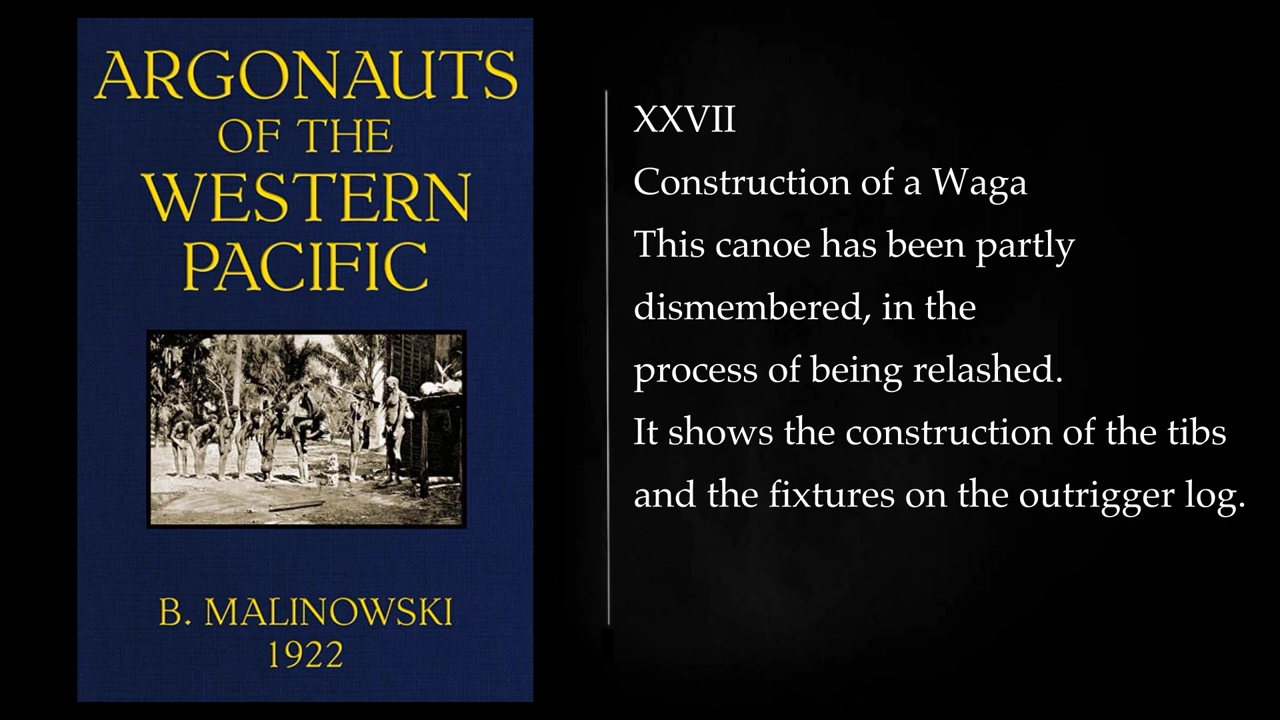 ARGONAUTS
OF THE
WESTERN
PACIFIC
B. MALINOWSKI
1922
XXVII
Construction of a Waga
This canoe has been partly
dismembered, in the
process of being relashed.
It shows the construction of the tibs
and the fixtures on the outrigger log.